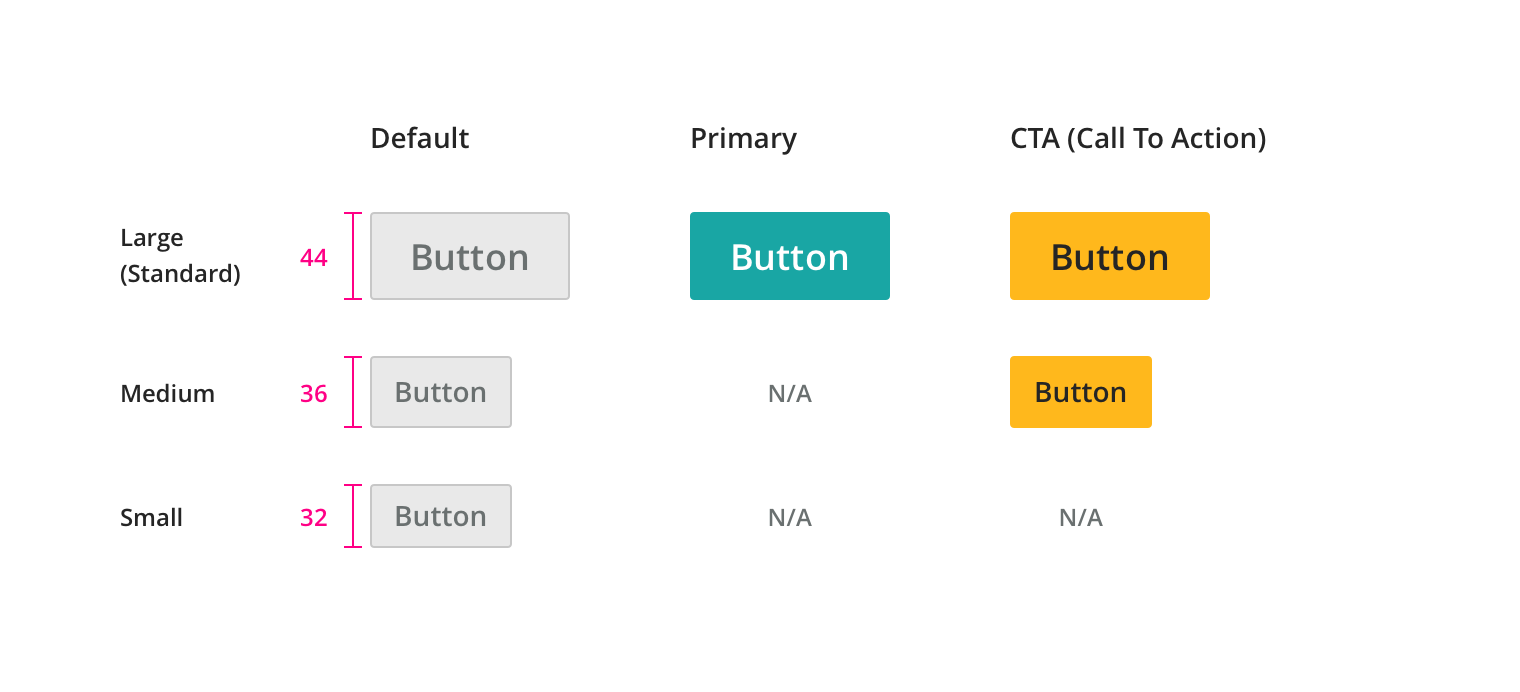 Default Primary CTA (Call To Action)
Large
(Standard)
44 Button Button Button
Medium 36 Button N/A Button
Small 32 Button N/A N/A